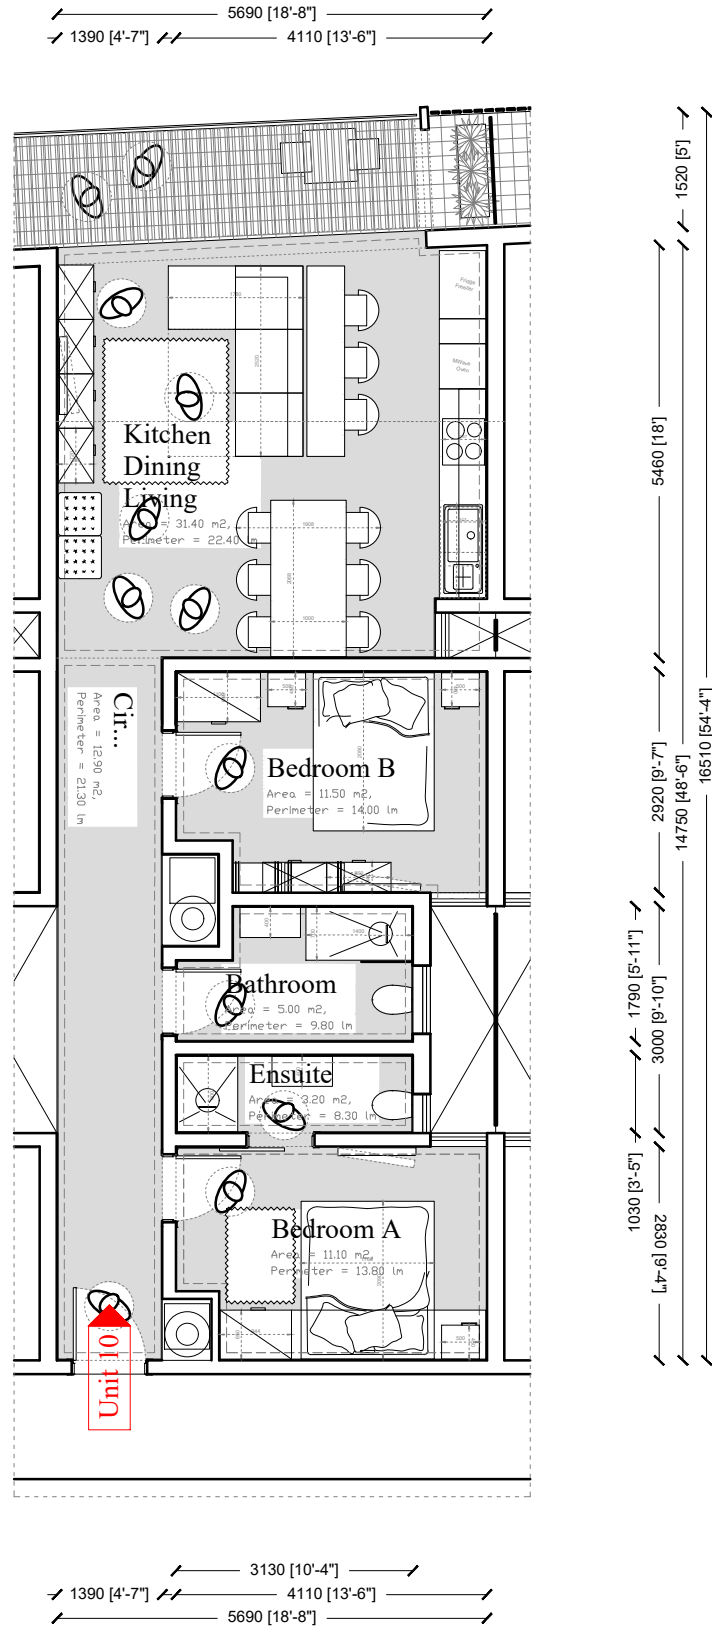 5690 [18'-8"]
1390 [4'-7"]
4110 [13'-6"]
1520 [5']
Fridge
Freezer
MWave
Oven
Kitchen
Dining
Living
Area = 31.40 m2,
Perimeter = 22.40 lm
5460 [18']
Cir...
Area = 12.90 m2,
Perimeter = 21.30 lm
Bedroom B
Area = 11.50 m2,
Perimeter = 14.00 lm
2920 [9'-7"]
14750 [48'-6"]
16510 [54'-4"]
Bathroom
Area = 5.00 m2,
Perimeter = 9.80 lm
1790 [5'-11"]
3000 [9'-10"]
Ensuite
Area = 3.20 m2,
Perimeter = 8.30 lm
1030 [3'-5"]
2830 [9'-4"]
Bedroom A
Area = 11.10 m2,
Perimeter = 13.80 lm
Unit 10
3130 [10'-4"]
1390 [4'-7"]
4110 [13'-6"]
5690 [18'-8"]